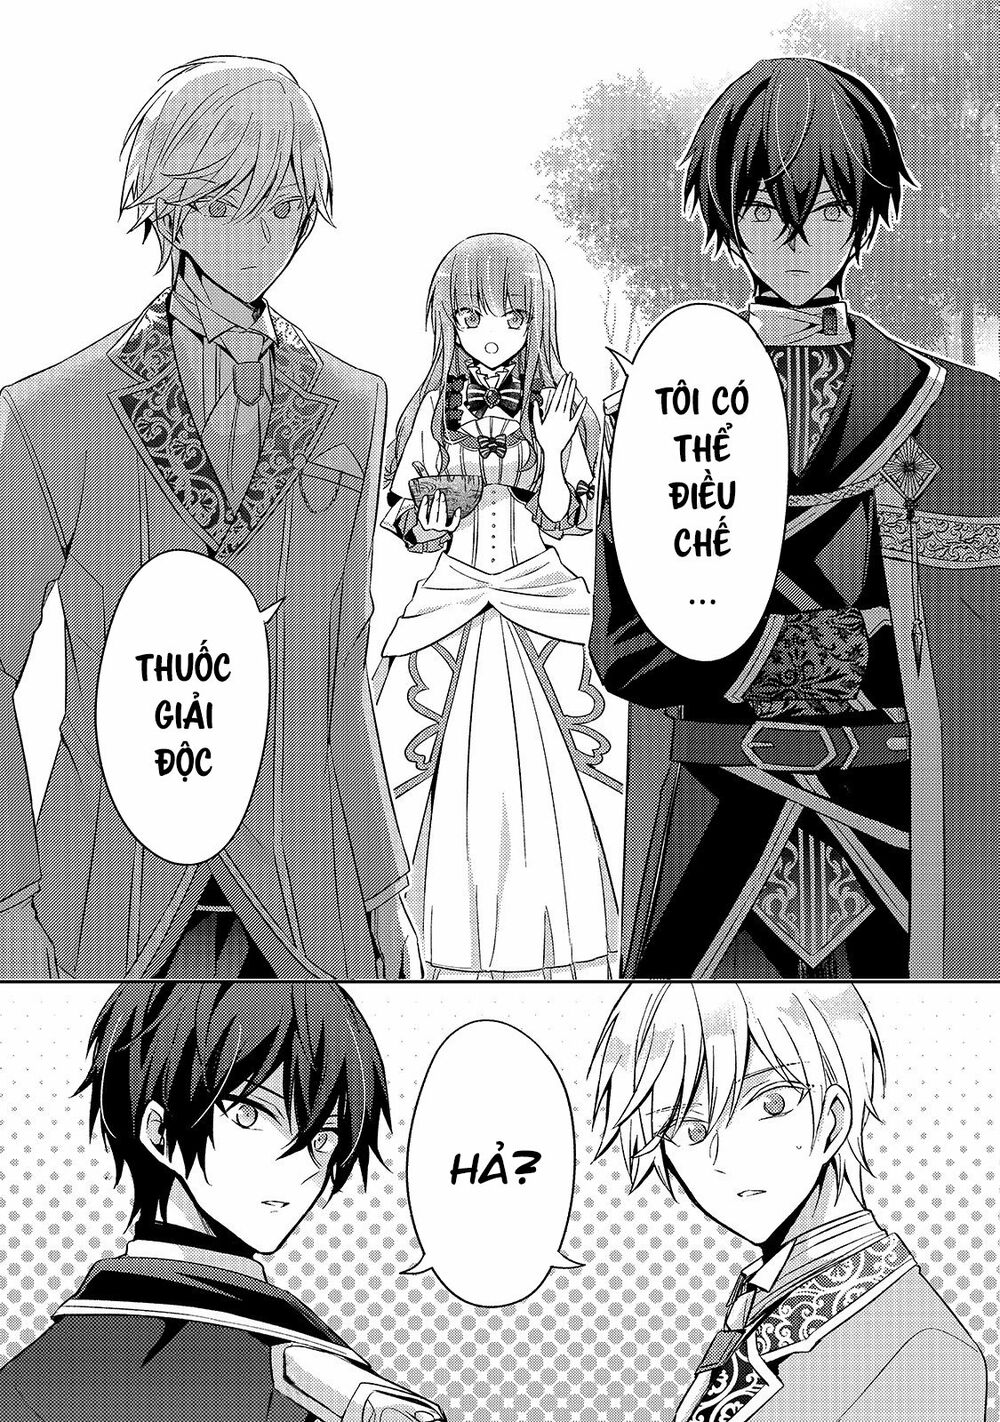 TÔI CÓ
THỂ
ĐIỀU
CHẾ
...
THUỐC
GIẢI
ĐỘC
HẢ?